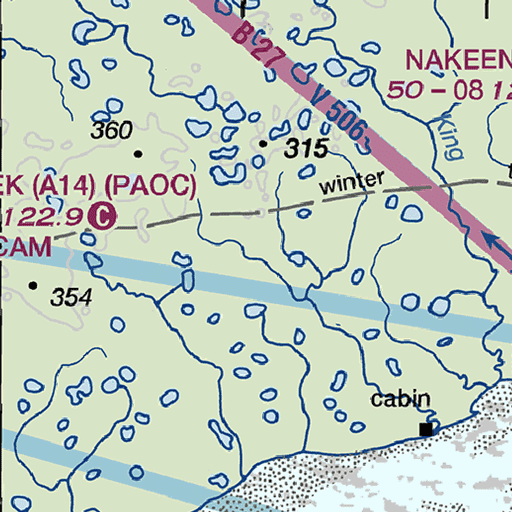 B 27
V 506
NAKEEN
50 – 08 12
King
360
315
winter
EK (A14) (PAOC)
122.9 C
CAM
354
cabin